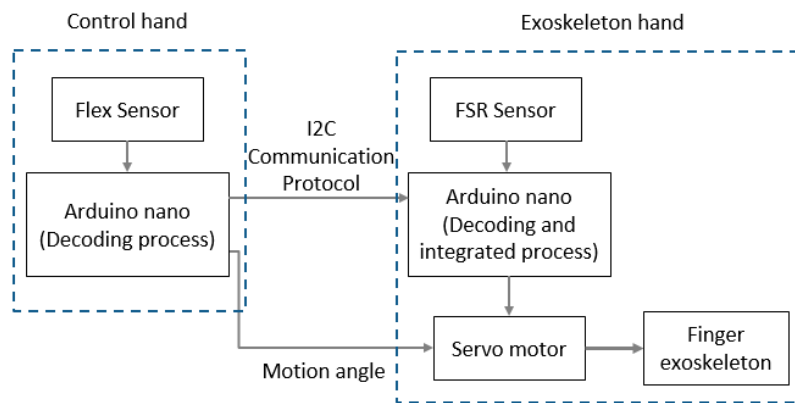 Control hand
Exoskeleton hand
Flex Sensor
FSR Sensor
I2C
Communication
Protocol
Arduino nano
(Decoding process)
Arduino nano
(Decoding and
integrated process)
Servo motor
Finger
exoskeleton
Motion angle